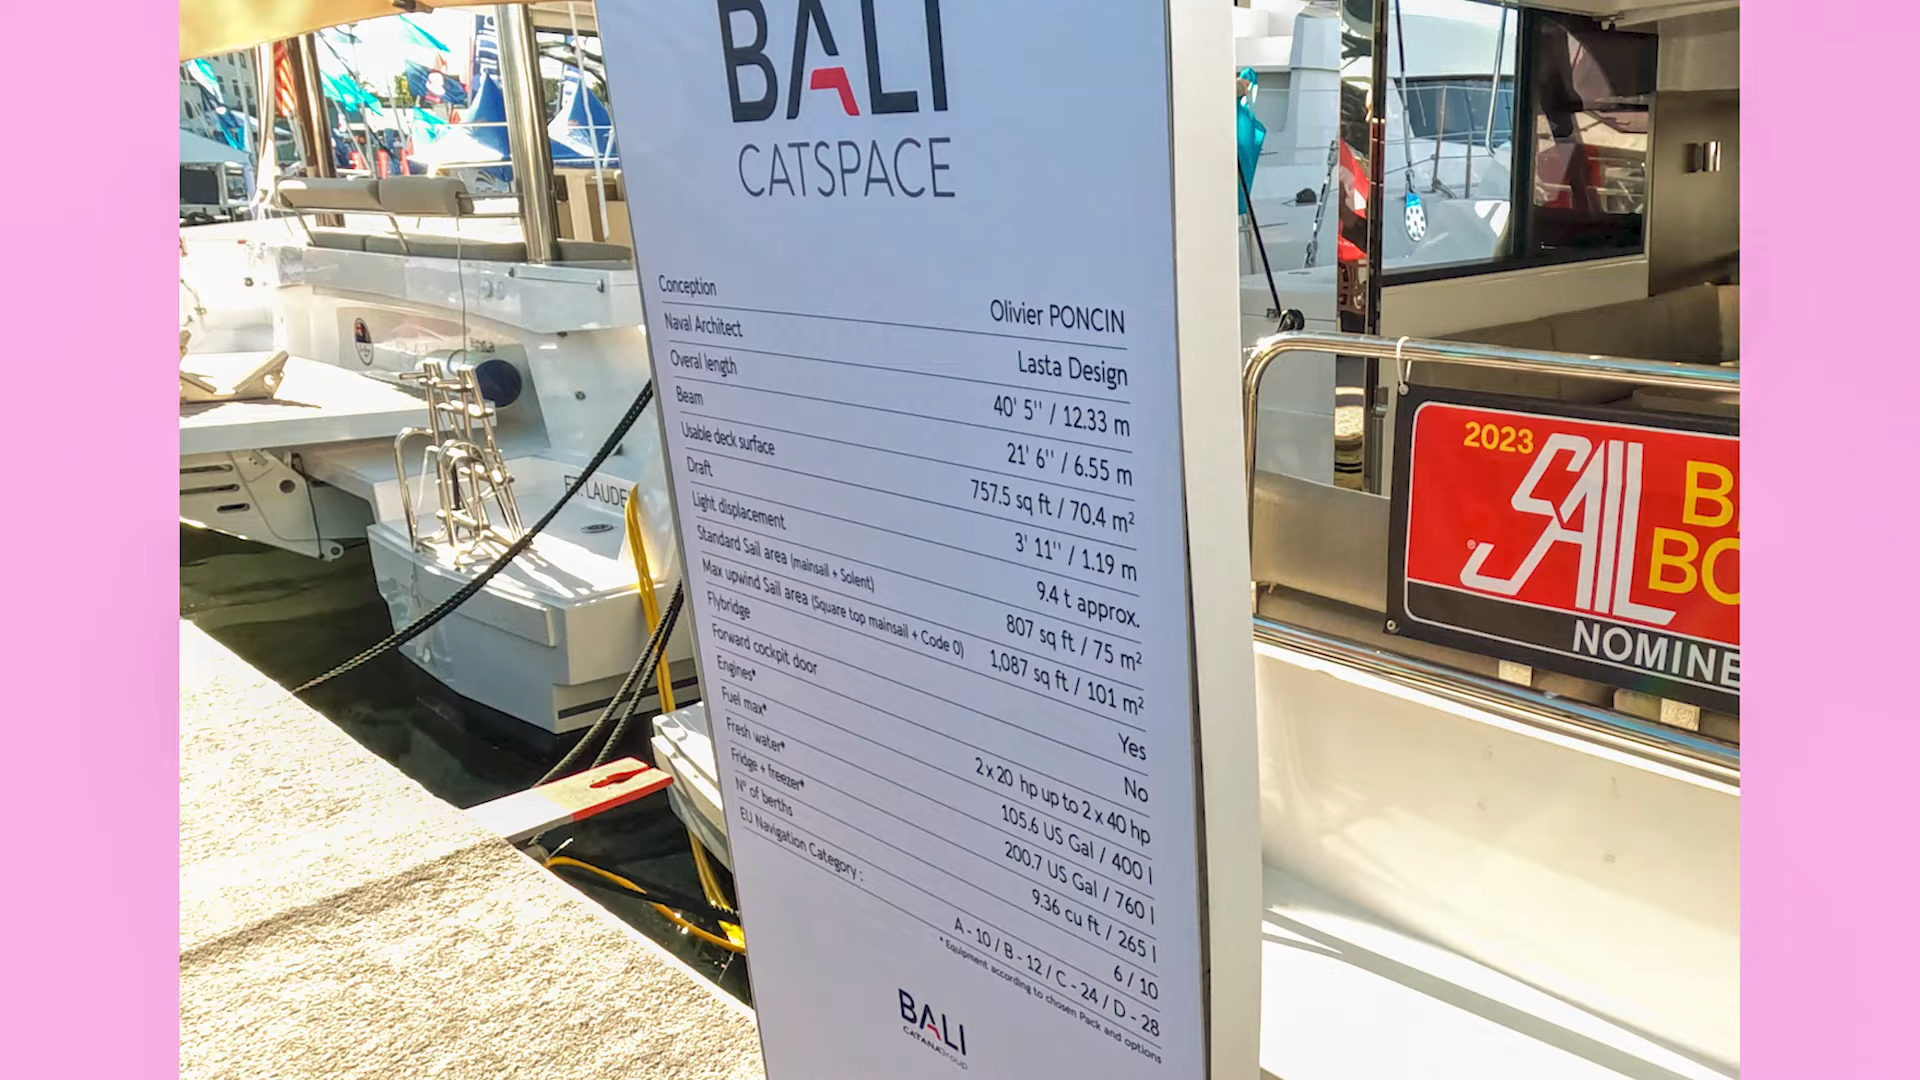 BALI
CATSPACE
Conception Olivier PONCIN
Naval Architect Lasta Design
Overal length 40' 5'' / 12.33 m
Beam 21' 6'' / 6.55 m
Usable deck surface 757.5 sq ft / 70.4 m²
Draft 3' 11'' / 1.19 m
Light displacement 9.4 t approx.
Standard Sail area (mainsail + Solent) 807 sq ft / 75 m²
Max upwind Sail area (Square top mainsail + Code 0) 1,087 sq ft / 101 m²
Flybridge Yes
Forward cockpit door No
Engines* 2 x 20 hp up to 2 x 40 hp
Fuel max* 105.6 US Gal / 400 l
Fresh water* 200.7 US Gal / 760 l
Fridge + freezer* 9.36 cu ft / 265 l
N° of berths 6 / 10
EU Navigation Category : A - 10 / B - 12 / C - 24 / D - 28
* Equipment according to chosen Pack and options
BALI
CATANA Group
FT. LAUDE
2023 SAIL B
BO
NOMINE